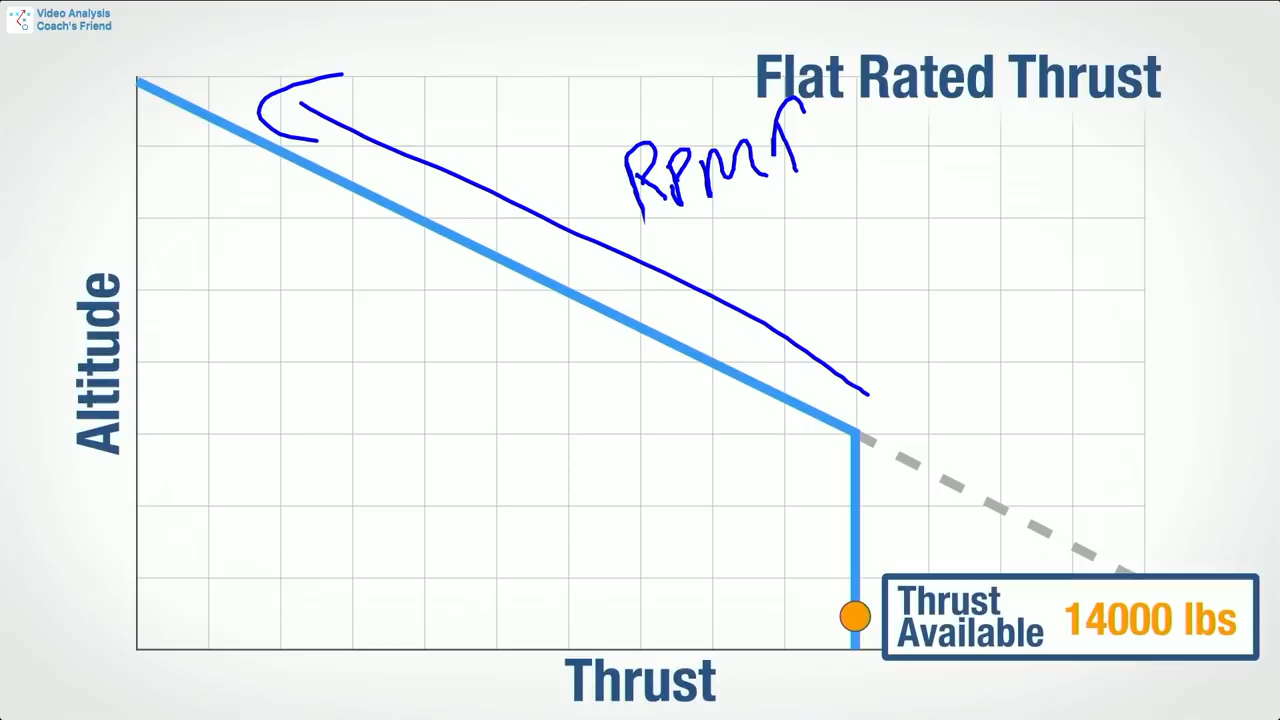 Video Analysis
Coach's Friend
Flat Rated Thrust
RPM↑
Altitude
Thrust
Available
14000 lbs
Thrust